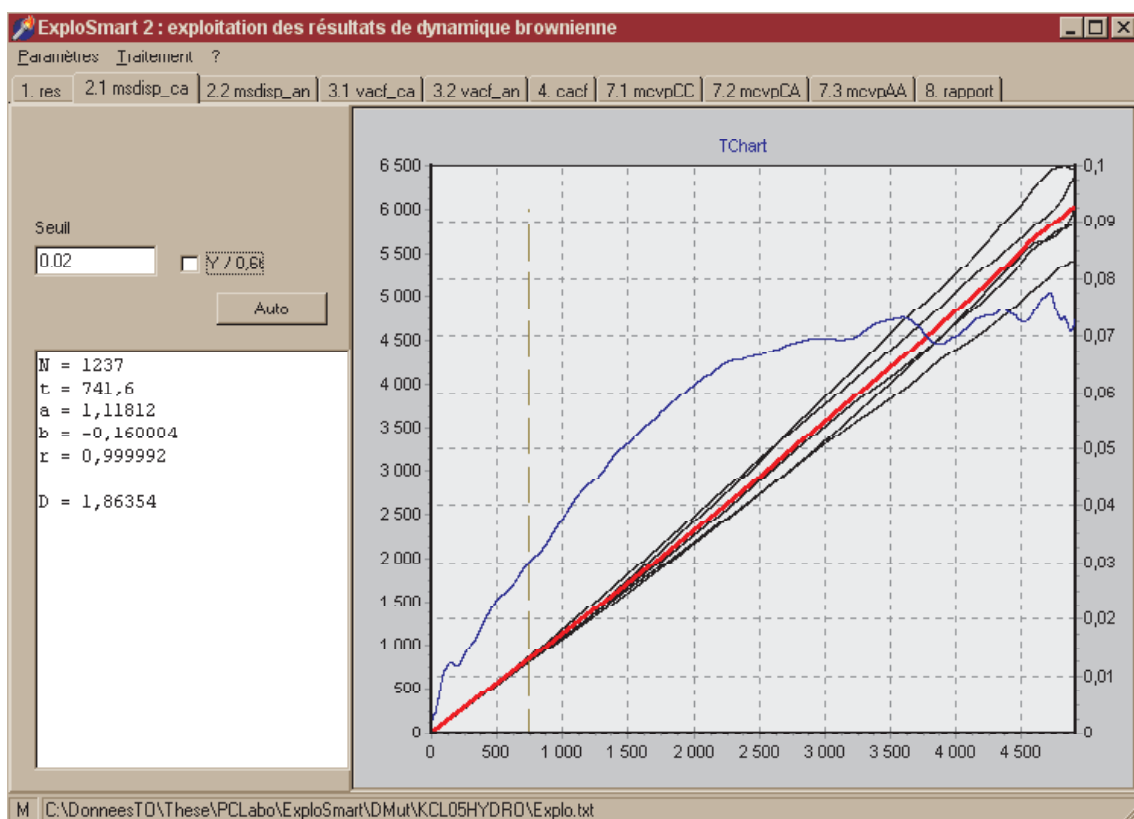 ExploSmart 2 : exploitation des résultats de dynamique brownienne
Paramètres Traitement ?
1. res 2.1 msdisp_ca 2.2 msdisp_an 3.1 vacf_ca 3.2 vacf_an 4. cacf 7.1 mcvpCC 7.2 mcvpCA 7.3 mcvpAA 8. rapport
Seuil
0.02
Y / 0,6t
Auto
N = 1237
t = 741,6
a = 1,11812
b = -0,160004
r = 0,999992
D = 1,86354
TChart
6 500
6 000
5 500
5 000
4 500
4 000
3 500
3 000
2 500
2 000
1 500
1 000
500
0
0,1
0,09
0,08
0,07
0,06
0,05
0,04
0,03
0,02
0,01
0
0 500 1 000 1 500 2 000 2 500 3 000 3 500 4 000 4 500
M C:\DonneesTO\These\PCLabo\ExploSmart\DMut\KCL05HYDRO\Explo.txt